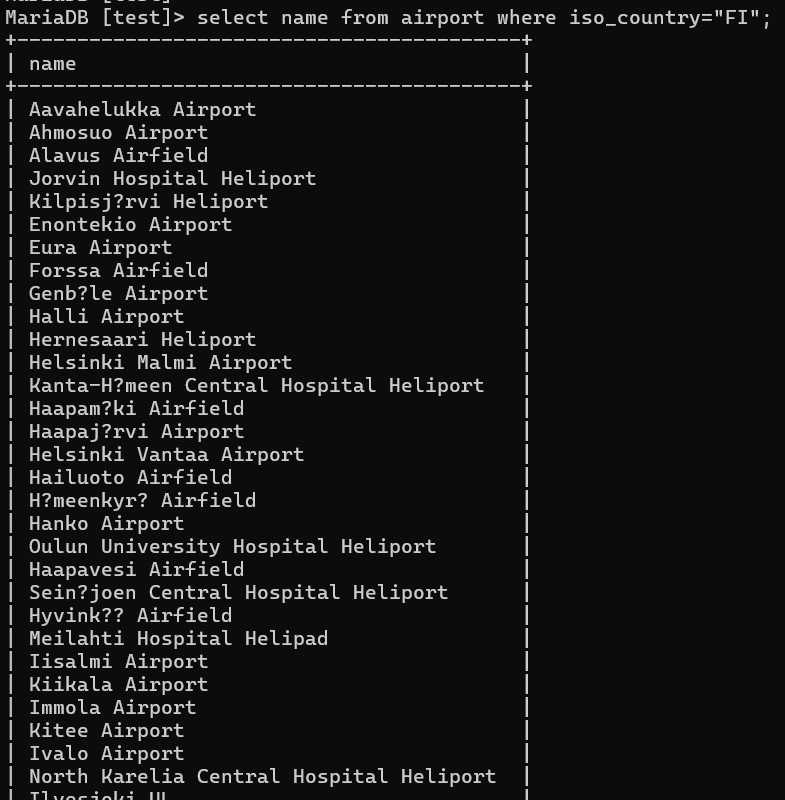 MariaDB [test]> select name from airport where iso_country="FI";
+------------------------------------------+
| name                                     |
+------------------------------------------+
| Aavahelukka Airport                      |
| Ahmosuo Airport                          |
| Alavus Airfield                          |
| Jorvin Hospital Heliport                 |
| Kilpisj?rvi Heliport                     |
| Enontekio Airport                        |
| Eura Airport                             |
| Forssa Airfield                          |
| Genb?le Airport                          |
| Halli Airport                            |
| Hernesaari Heliport                      |
| Helsinki Malmi Airport                   |
| Kanta-H?meen Central Hospital Heliport   |
| Haapam?ki Airfield                       |
| Haapaj?rvi Airport                       |
| Helsinki Vantaa Airport                  |
| Hailuoto Airfield                        |
| H?meenkyr? Airfield                      |
| Hanko Airport                            |
| Oulun University Hospital Heliport       |
| Haapavesi Airfield                       |
| Sein?joen Central Hospital Heliport      |
| Hyvink?? Airfield                        |
| Meilahti Hospital Helipad                |
| Iisalmi Airport                          |
| Kiikala Airport                          |
| Immola Airport                           |
| Kitee Airport                            |
| Ivalo Airport                            |
| North Karelia Central Hospital Heliport  |